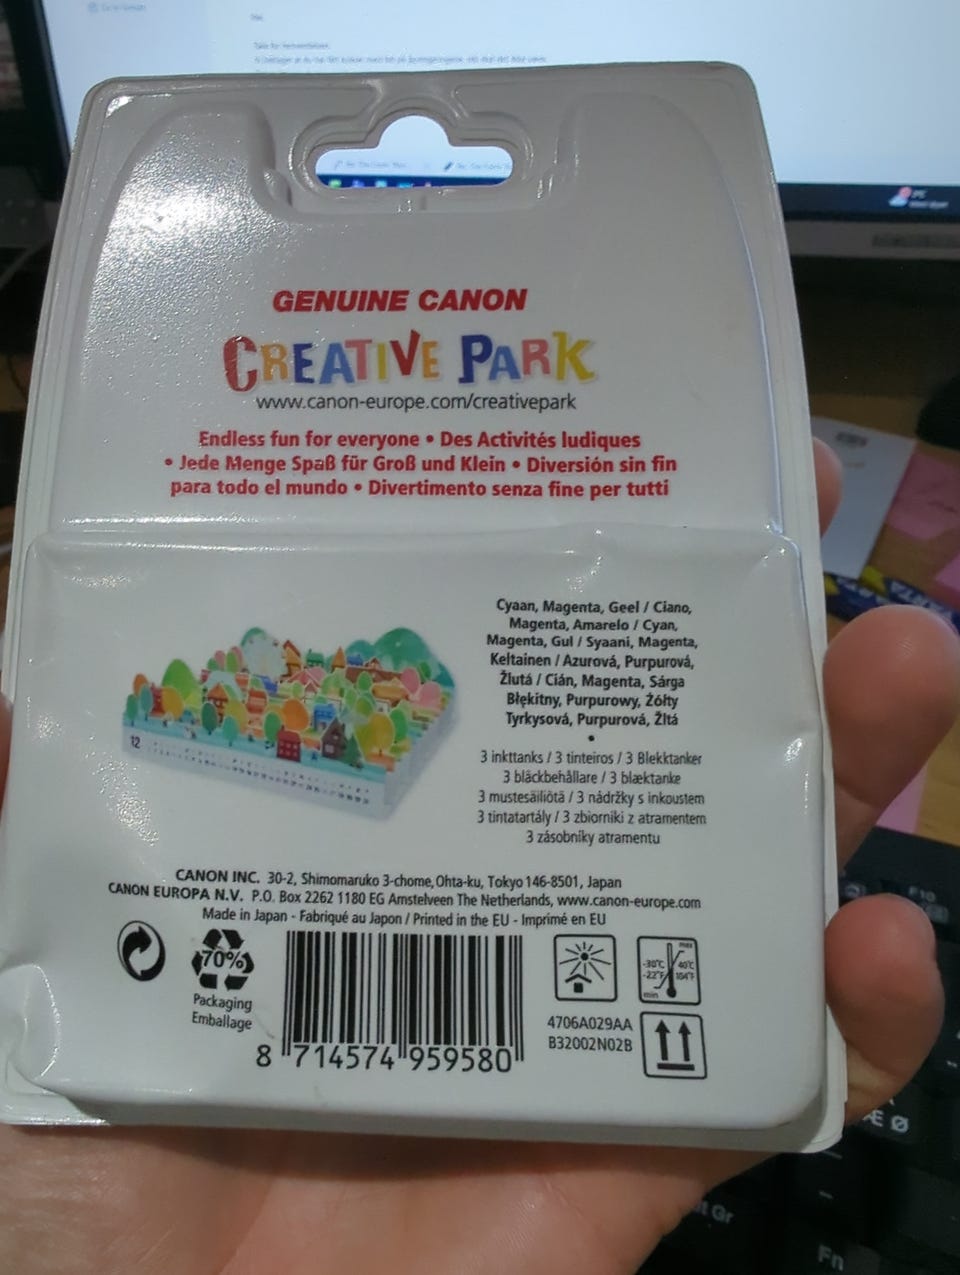 GENUINE CANON
CREATIVE PARK
www.canon-europe.com/creativepark
Endless fun for everyone • Des Activités ludiques
• Jede Menge Spaß für Groß und Klein • Diversión sin fin
para todo el mundo • Divertimento senza fine per tutti
12
Cyaan, Magenta, Geel / Ciano,
Magenta, Amarelo / Cyan,
Magenta, Gul / Syaani, Magenta,
Keltainen / Azurová, Purpurová,
Žlutá / Cián, Magenta, Sárga
Błękitny, Purpurowy, Żółty
Tyrkysová, Purpurová, Žltá
•
3 inkttanks / 3 tinteiros / 3 Blekktanker
3 bläckbehållare / 3 blæktanke
3 mustesäiliötä / 3 nádržky s inkoustem
3 tintatartály / 3 zbiorniki z atramentem
3 zásobníky atramentu
CANON INC. 30-2, Shimomaruko 3-chome, Ohta-ku, Tokyo 146-8501, Japan
CANON EUROPA N.V. P.O. Box 2262 1180 EG Amstelveen The Netherlands, www.canon-europe.com
Made in Japan - Fabriqué au Japon / Printed in the EU - Imprimé en EU
70%
Packaging
Emballage
8 714574 959580
max
-30°C 40°C
-22°F 104°F
min
4706A029AA
B32002N02B
F10
Æ Ø
Gr
Fn